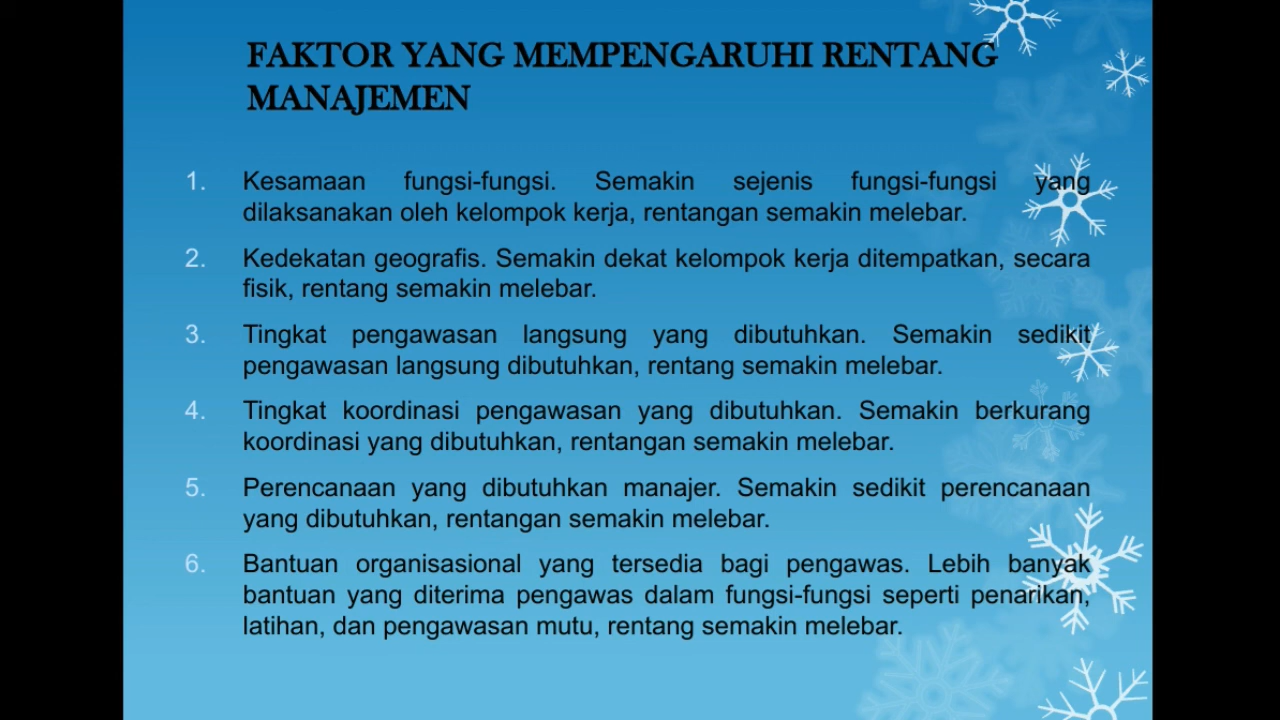 FAKTOR YANG MEMPENGARUHI RENTANG
MANAJEMEN
1. Kesamaan fungsi-fungsi. Semakin sejenis fungsi-fungsi yang
dilaksanakan oleh kelompok kerja, rentangan semakin melebar.
2. Kedekatan geografis. Semakin dekat kelompok kerja ditempatkan, secara
fisik, rentang semakin melebar.
3. Tingkat pengawasan langsung yang dibutuhkan. Semakin sedikit
pengawasan langsung dibutuhkan, rentang semakin melebar.
4. Tingkat koordinasi pengawasan yang dibutuhkan. Semakin berkurang
koordinasi yang dibutuhkan, rentangan semakin melebar.
5. Perencanaan yang dibutuhkan manajer. Semakin sedikit perencanaan
yang dibutuhkan, rentangan semakin melebar.
6. Bantuan organisasional yang tersedia bagi pengawas. Lebih banyak
bantuan yang diterima pengawas dalam fungsi-fungsi seperti penarikan,
latihan, dan pengawasan mutu, rentang semakin melebar.